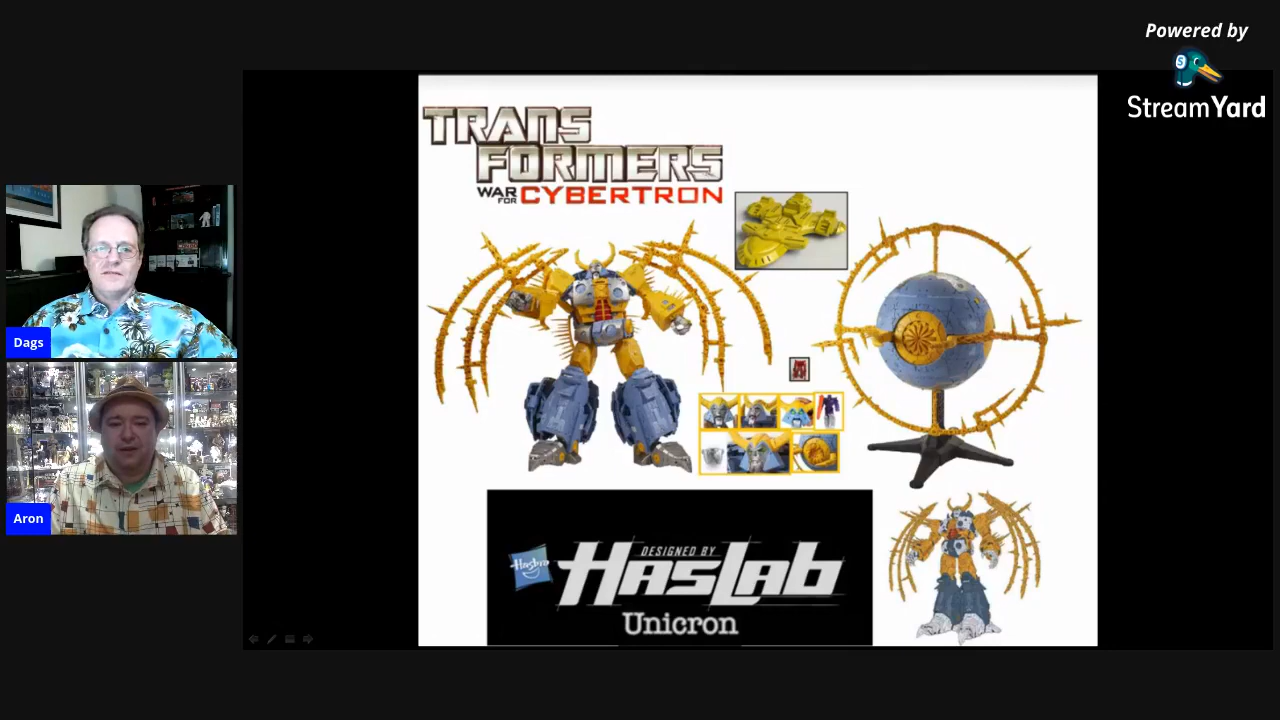 Powered by
StreamYard
TRANS
FORMERS
WAR
FOR
CYBERTRON
Dags
Aron
DESIGNED BY
Hasbro
HASLAB
Unicron